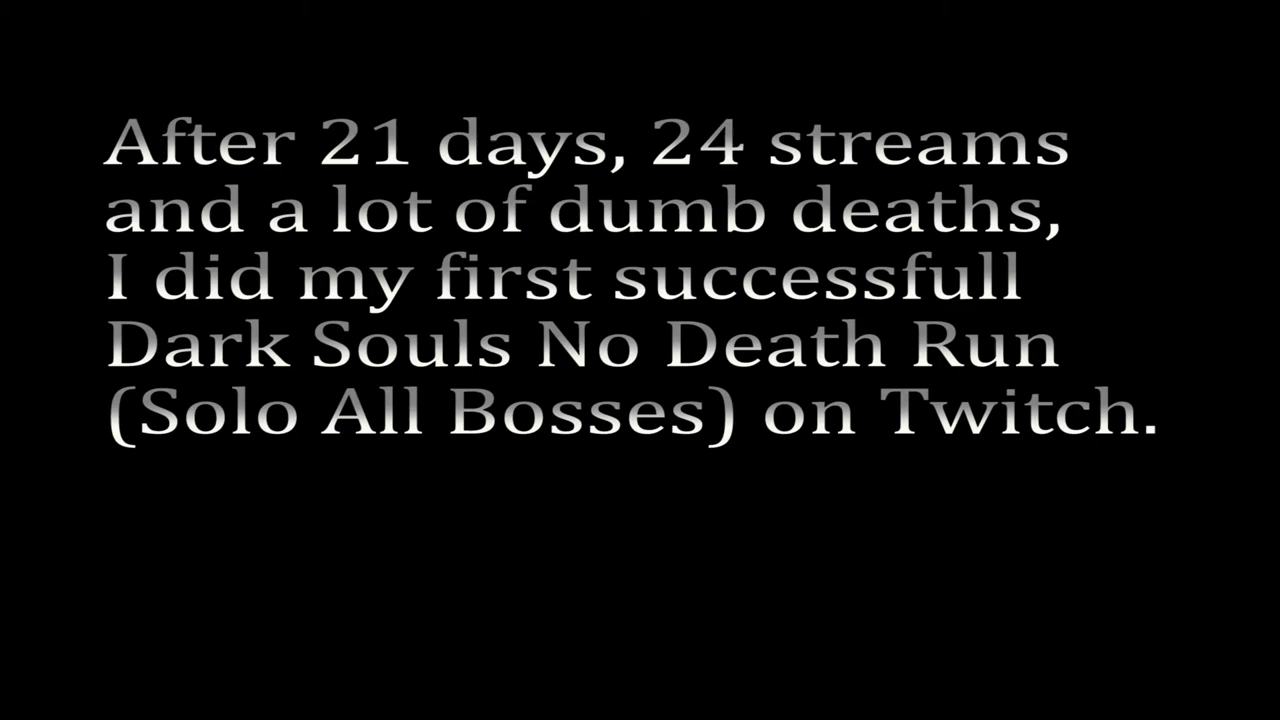 After 21 days, 24 streams
and a lot of dumb deaths,
I did my first successfull
Dark Souls No Death Run
(Solo All Bosses) on Twitch.